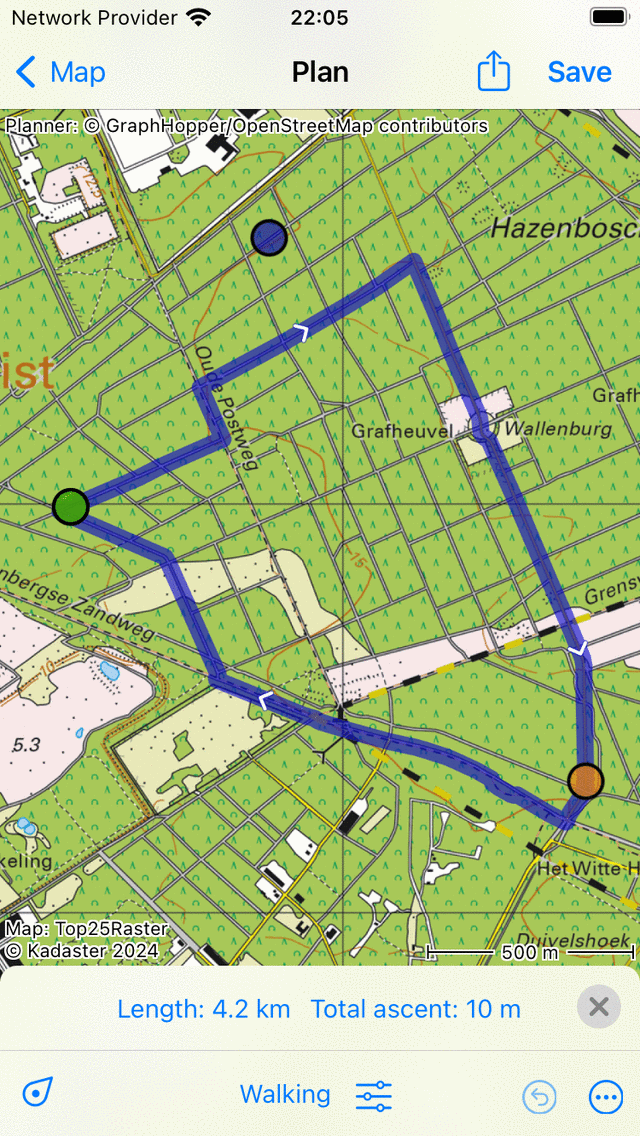 Network Provider 22:05
Map Plan Save
Planner: © GraphHopper/OpenStreetMap contributors
12.5
Hazenbosch
ist
Oude Postweg
Grafh
Grafheuvel
Wallenburg
15
nbergse Zandweg
Grensw
10
5.3
keling
Het Witte H
Map: Top25Raster
© Kadaster 2024
Duivelshoek
500 m
Length: 4.2 km Total ascent: 10 m
Walking